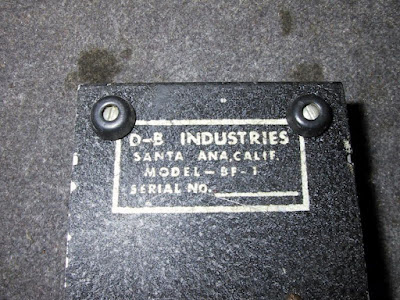 D-B INDUSTRIES
SANTA ANA, CALIF.
MODEL-BF-1
SERIAL NO.